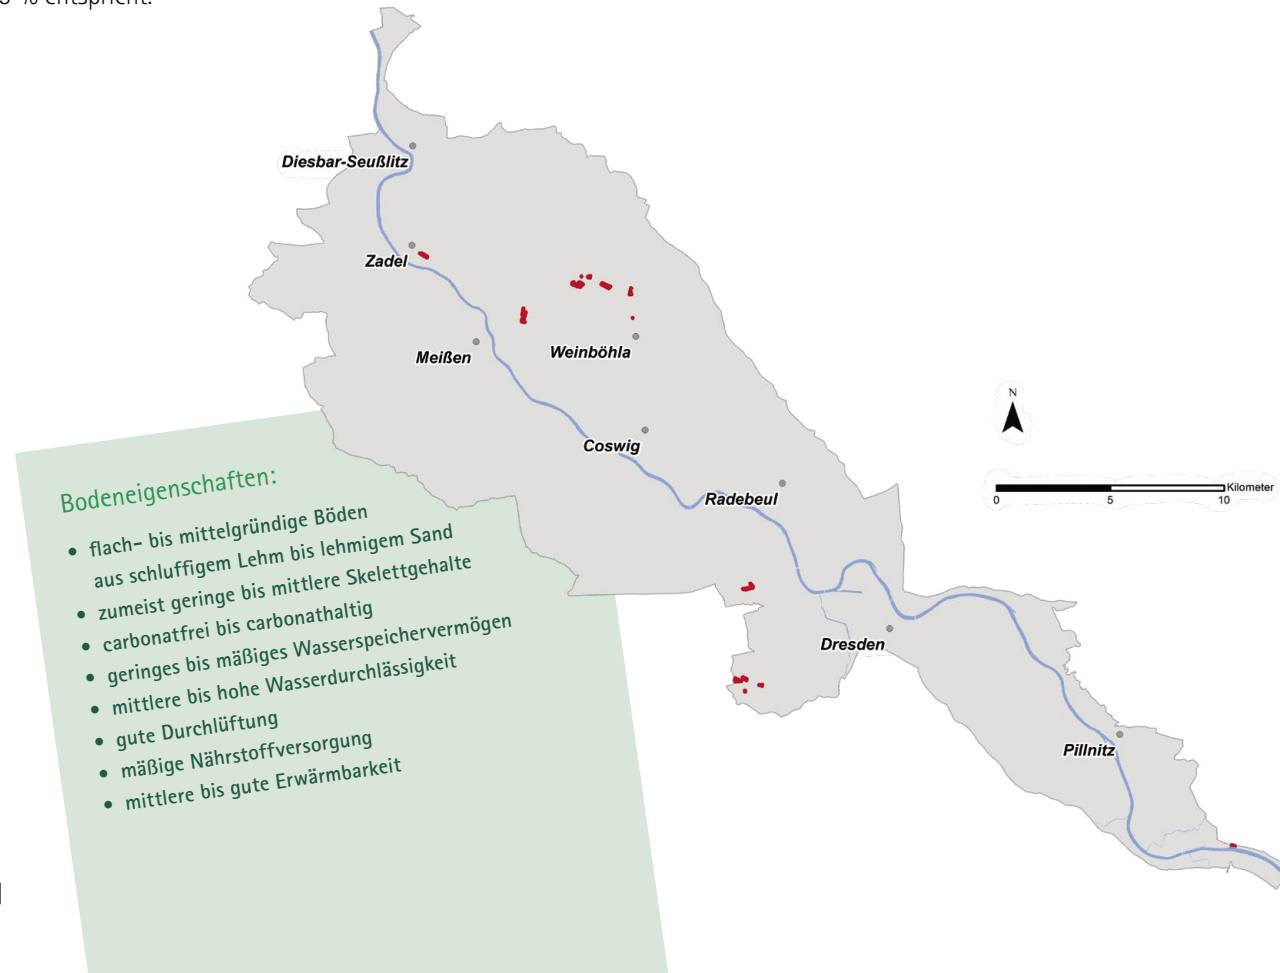 % entspricht.
Diesbar-Seußlitz
Zadel
Meißen
Weinböhla
Coswig
Radebeul
Dresden
Pillnitz
N
Kilometer
0 5 10
Bodeneigenschaften:
• flach- bis mittelgründige Böden
aus schluffigem Lehm bis lehmigem Sand
• zumeist geringe bis mittlere Skelettgehalte
• carbonatfrei bis carbonathaltig
• geringes bis mäßiges Wasserspeichervermögen
• mittlere bis hohe Wasserdurchlässigkeit
• gute Durchlüftung
• mäßige Nährstoffversorgung
• mittlere bis gute Erwärmbarkeit